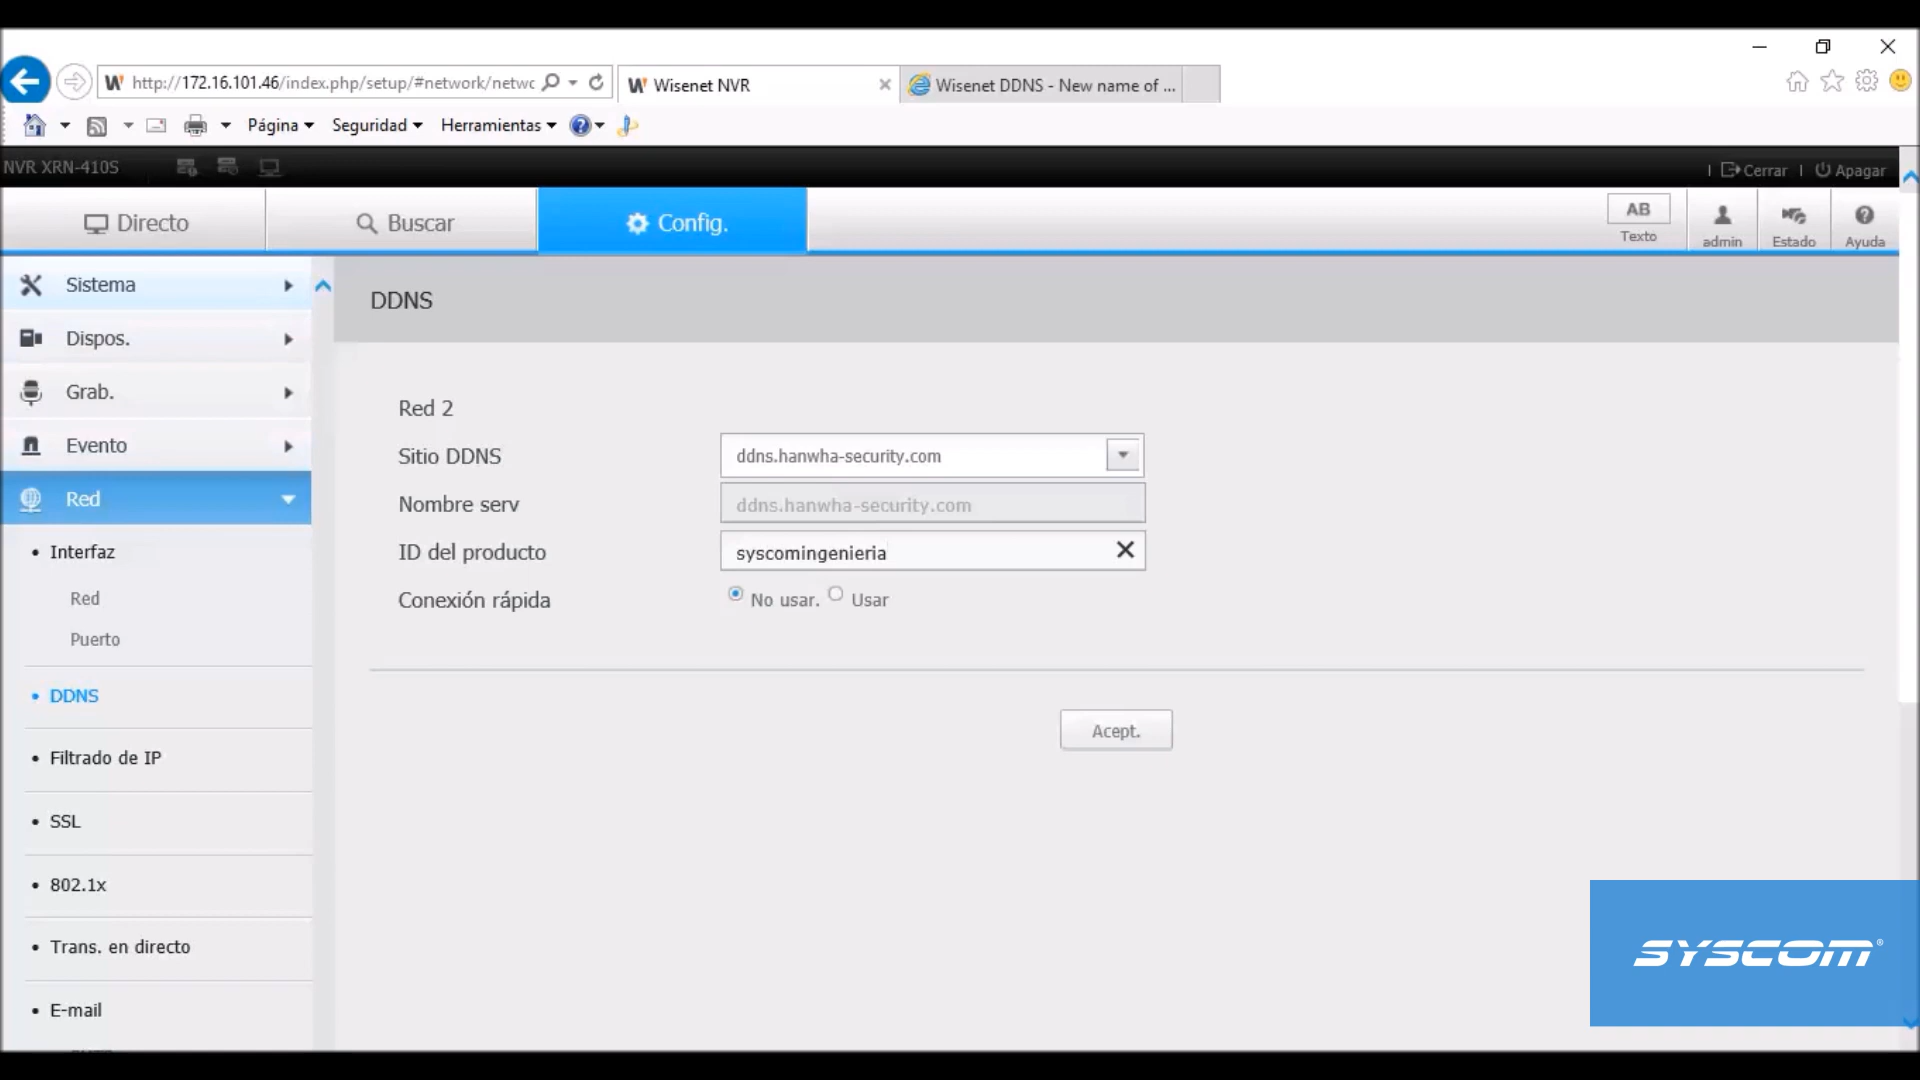 http://172.16.101.46/index.php/setup/#network/netwc
Wisenet NVR
Wisenet DDNS - New name of ...
Página
Seguridad
Herramientas
NVR XRN-410S
Cerrar
Apagar
Directo
Buscar
Config.
AB
Texto
admin
Estado
Ayuda
Sistema
Dispos.
Grab.
Evento
Red
• Interfaz
Red
Puerto
• DDNS
• Filtrado de IP
• SSL
• 802.1x
• Trans. en directo
• E-mail
DDNS
Red 2
Sitio DDNS
ddns.hanwha-security.com
Nombre serv
ddns.hanwha-security.com
ID del producto
syscomingenieria
Conexión rápida
No usar.
Usar
Acept.
SYSCOM®